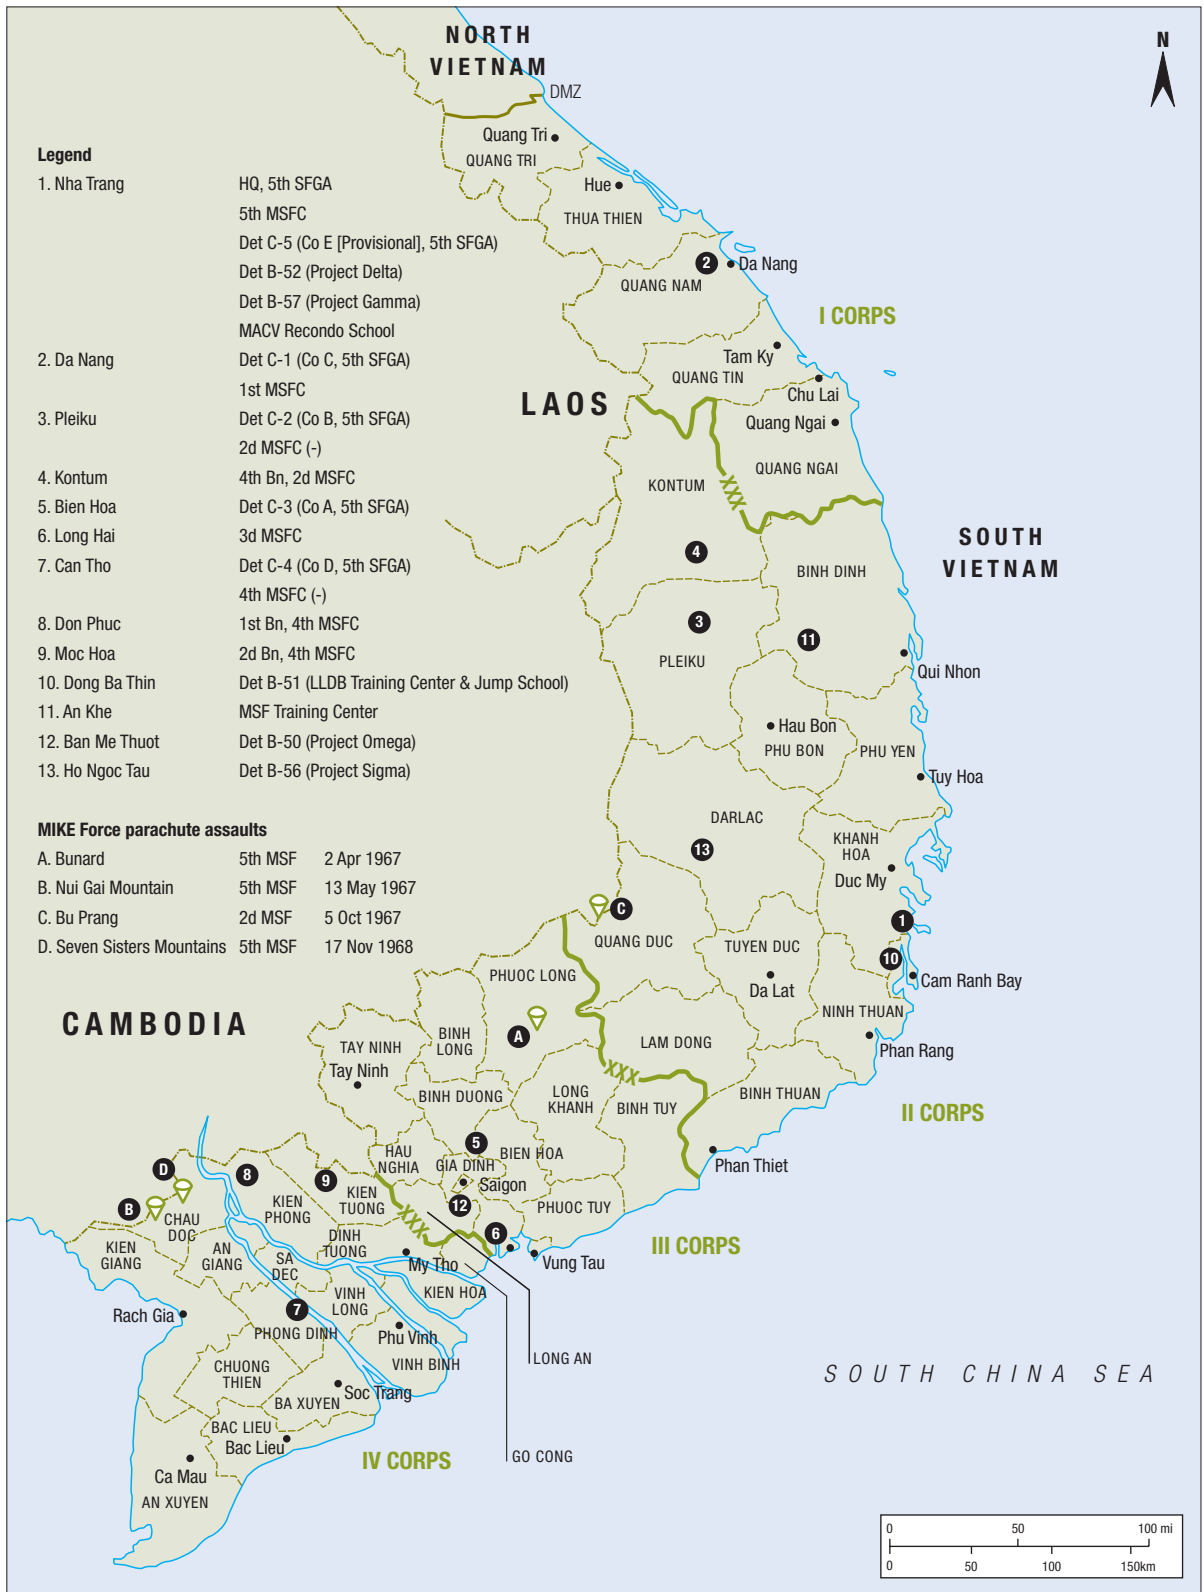 NORTH
VIETNAM
N
DMZ
Quang Tri
QUANG TRI
Hue
THUA THIEN
Legend
1. Nha Trang HQ, 5th SFGA
5th MSFC
Det C-5 (Co E [Provisional], 5th SFGA)
Det B-52 (Project Delta)
Det B-57 (Project Gamma)
MACV Recondo School
2. Da Nang Det C-1 (Co C, 5th SFGA)
1st MSFC
3. Pleiku Det C-2 (Co B, 5th SFGA)
2d MSFC (-)
4. Kontum 4th Bn, 2d MSFC
5. Bien Hoa Det C-3 (Co A, 5th SFGA)
6. Long Hai 3d MSFC
7. Can Tho Det C-4 (Co D, 5th SFGA)
4th MSFC (-)
8. Don Phuc 1st Bn, 4th MSFC
9. Moc Hoa 2d Bn, 4th MSFC
10. Dong Ba Thin Det B-51 (LLDB Training Center & Jump School)
11. An Khe MSF Training Center
12. Ban Me Thuot Det B-50 (Project Omega)
13. Ho Ngoc Tau Det B-56 (Project Sigma)
MIKE Force parachute assaults
A. Bunard 5th MSF 2 Apr 1967
B. Nui Gai Mountain 5th MSF 13 May 1967
C. Bu Prang 2d MSF 5 Oct 1967
D. Seven Sisters Mountains 5th MSF 17 Nov 1968
2
Da Nang
QUANG NAM
I CORPS
Tam Ky
QUANG TIN
Chu Lai
LAOS
Quang Ngai
QUANG NGAI
KONTUM
XXX
SOUTH
VIETNAM
4
BINH DINH
3
11
PLEIKU
Qui Nhon
Hau Bon
PHU BON
PHU YEN
Tuy Hoa
DARLAC
13
KHANH
HOA
Duc My
C
1
QUANG DUC
TUYEN DUC
10
PHUOC LONG
Da Lat
Cam Ranh Bay
CAMBODIA
NINH THUAN
A
BINH
LONG
TAY NINH
Tay Ninh
LAM DONG
Phan Rang
XXX
BINH DUONG
LONG
KHANH
BINH TUY
BINH THUAN
II CORPS
5
HAU
NGHIA
GIA DINH
BIEN HOA
Phan Thiet
D
8
9
Saigon
B
CHAU
DOC
KIEN
PHONG
KIEN
TUONG
12
PHUOC TUY
XXX
6
III CORPS
KIEN
GIANG
AN
GIANG
SA
DEC
DINH
TUONG
My Tho
Vung Tau
VINH
LONG
KIEN HOA
Rach Gia
7
PHONG DINH
Phu Vinh
VINH BINH
LONG AN
CHUONG
THIEN
SOUTH CHINA SEA
Soc Trang
BA XUYEN
BAC LIEU
Bac Lieu
IV CORPS
GO CONG
Ca Mau
AN XUYEN
0 50 100 mi
0 50 100 150km